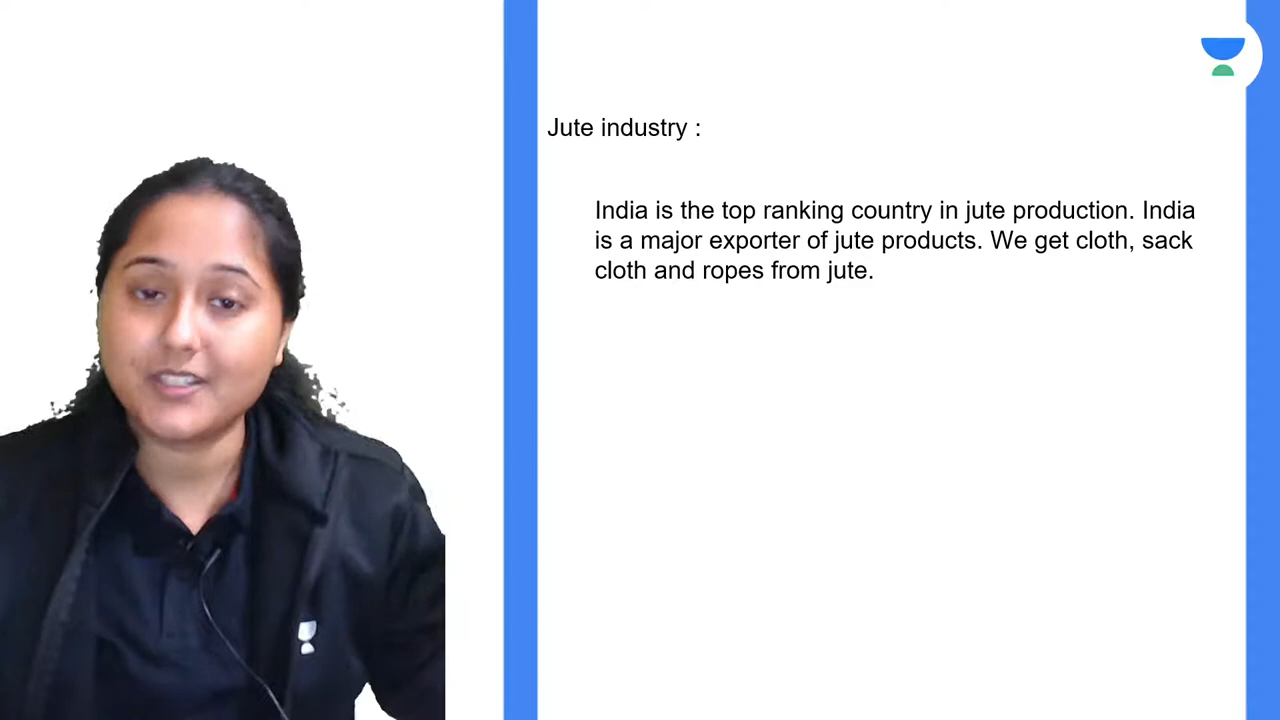 Jute industry :
India is the top ranking country in jute production. India
is a major exporter of jute products. We get cloth, sack
cloth and ropes from jute.